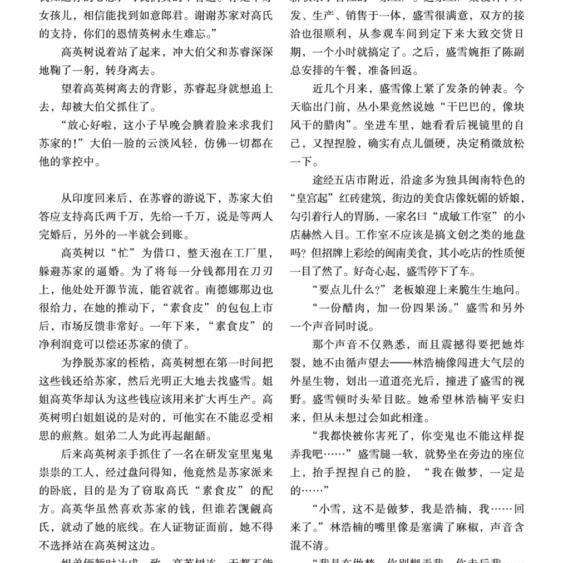 女孩儿，相信能找到如意郎君。谢谢苏家对高氏
的支持，你们的恩情英树永生难忘。”
高英树说着站了起来，冲大伯父和苏睿深深
地鞠了一躬，转身离去。
望着高英树离去的背影，苏睿起身就想追上
去，却被大伯父抓住了。
“放心好啦，这小子早晚会腆着脸来求我们
苏家的！”大伯一脸的云淡风轻，仿佛一切都在
他的掌控中。
从印度回来后，在苏睿的游说下，苏家大伯
答应支持高氏两千万，先给一千万，说是等两人
完婚后，另外的一半就会到账。
高英树以“忙”为借口，整天泡在工厂里，
躲避苏家的逼婚。为了将每一分钱都用在刀刃
上，他处处开源节流，能省就省。南德娜那边也
很给力，在她的推动下，“素食皮”的包包上市
后，市场反馈非常好。一年下来，“素食皮”的
净利润竟可以偿还苏家的债了。
为挣脱苏家的桎梏，高英树想在第一时间把
这些钱还给苏家，然后光明正大地去找盛雪。姐
姐高英华却认为这些钱应该用来扩大再生产。高
英树明白姐姐说的是对的，可他实在不能忍受相
思的煎熬。姐弟二人为此再起龃龉。
后来高英树亲手抓住了一名在研发室里鬼鬼
祟祟的工人，经过盘问得知，他竟然是苏家派来
的卧底，目的是为了窃取高氏“素食皮”的配
方。高英华虽然喜欢苏家的钱，但谁若觊觎高
氏，就动了她的底线。在人证物证面前，她不得
不选择站在高英树这边。
发、生产、销售于一体，盛雪很满意，双方的接
洽也很顺利，从参观车间到定下来大致交货日
期，一个小时就搞定了。之后，盛雪婉拒了陈副
总安排的午餐，准备回返。
近几个月来，盛雪像上紧了发条的钟表。今
天临出门前，丛小果竟然说她“干巴巴的，像块
风干的腊肉”。坐进车里，她看看后视镜里的自
己，又捏捏脸，确实有点儿僵硬，决定稍微放松
一下。
途经五店市附近，沿途多为独具闽南特色的
“皇宫起”红砖建筑，街边的美食店像妩媚的娇娘，
勾引着行人的胃肠，一家名曰“成敏工作室”的小
店赫然入目。工作室不应该是搞文创之类的地盘
吗？但招牌上彩绘的闽南美食，其小吃店的性质便
一目了然了。好奇心起，盛雪停下了车。
“要点儿什么？”老板娘迎上来脆生生地问。
“一份醋肉，加一份四果汤。”盛雪和另外
一个声音同时说。
那个声音不仅熟悉，而且震撼得要把她炸
裂，她不由循声望去——林浩楠像闯进大气层的
外星生物，划出一道道亮光后，撞进了盛雪的视
野。盛雪顿时头晕目眩。她希望林浩楠平安归
来，但从未想过会如此相逢。
“我都快被你害死了，你变鬼也不能这样捉
弄我吧……”盛雪腿一软，就势坐在旁边的座位
上，抬手捏捏自己的脸，“我在做梦，一定是
的……”
“小雪，这不是做梦，我是浩楠，我……回
来了。”林浩楠的嘴里像是塞满了麻椒，声音含
混不清。